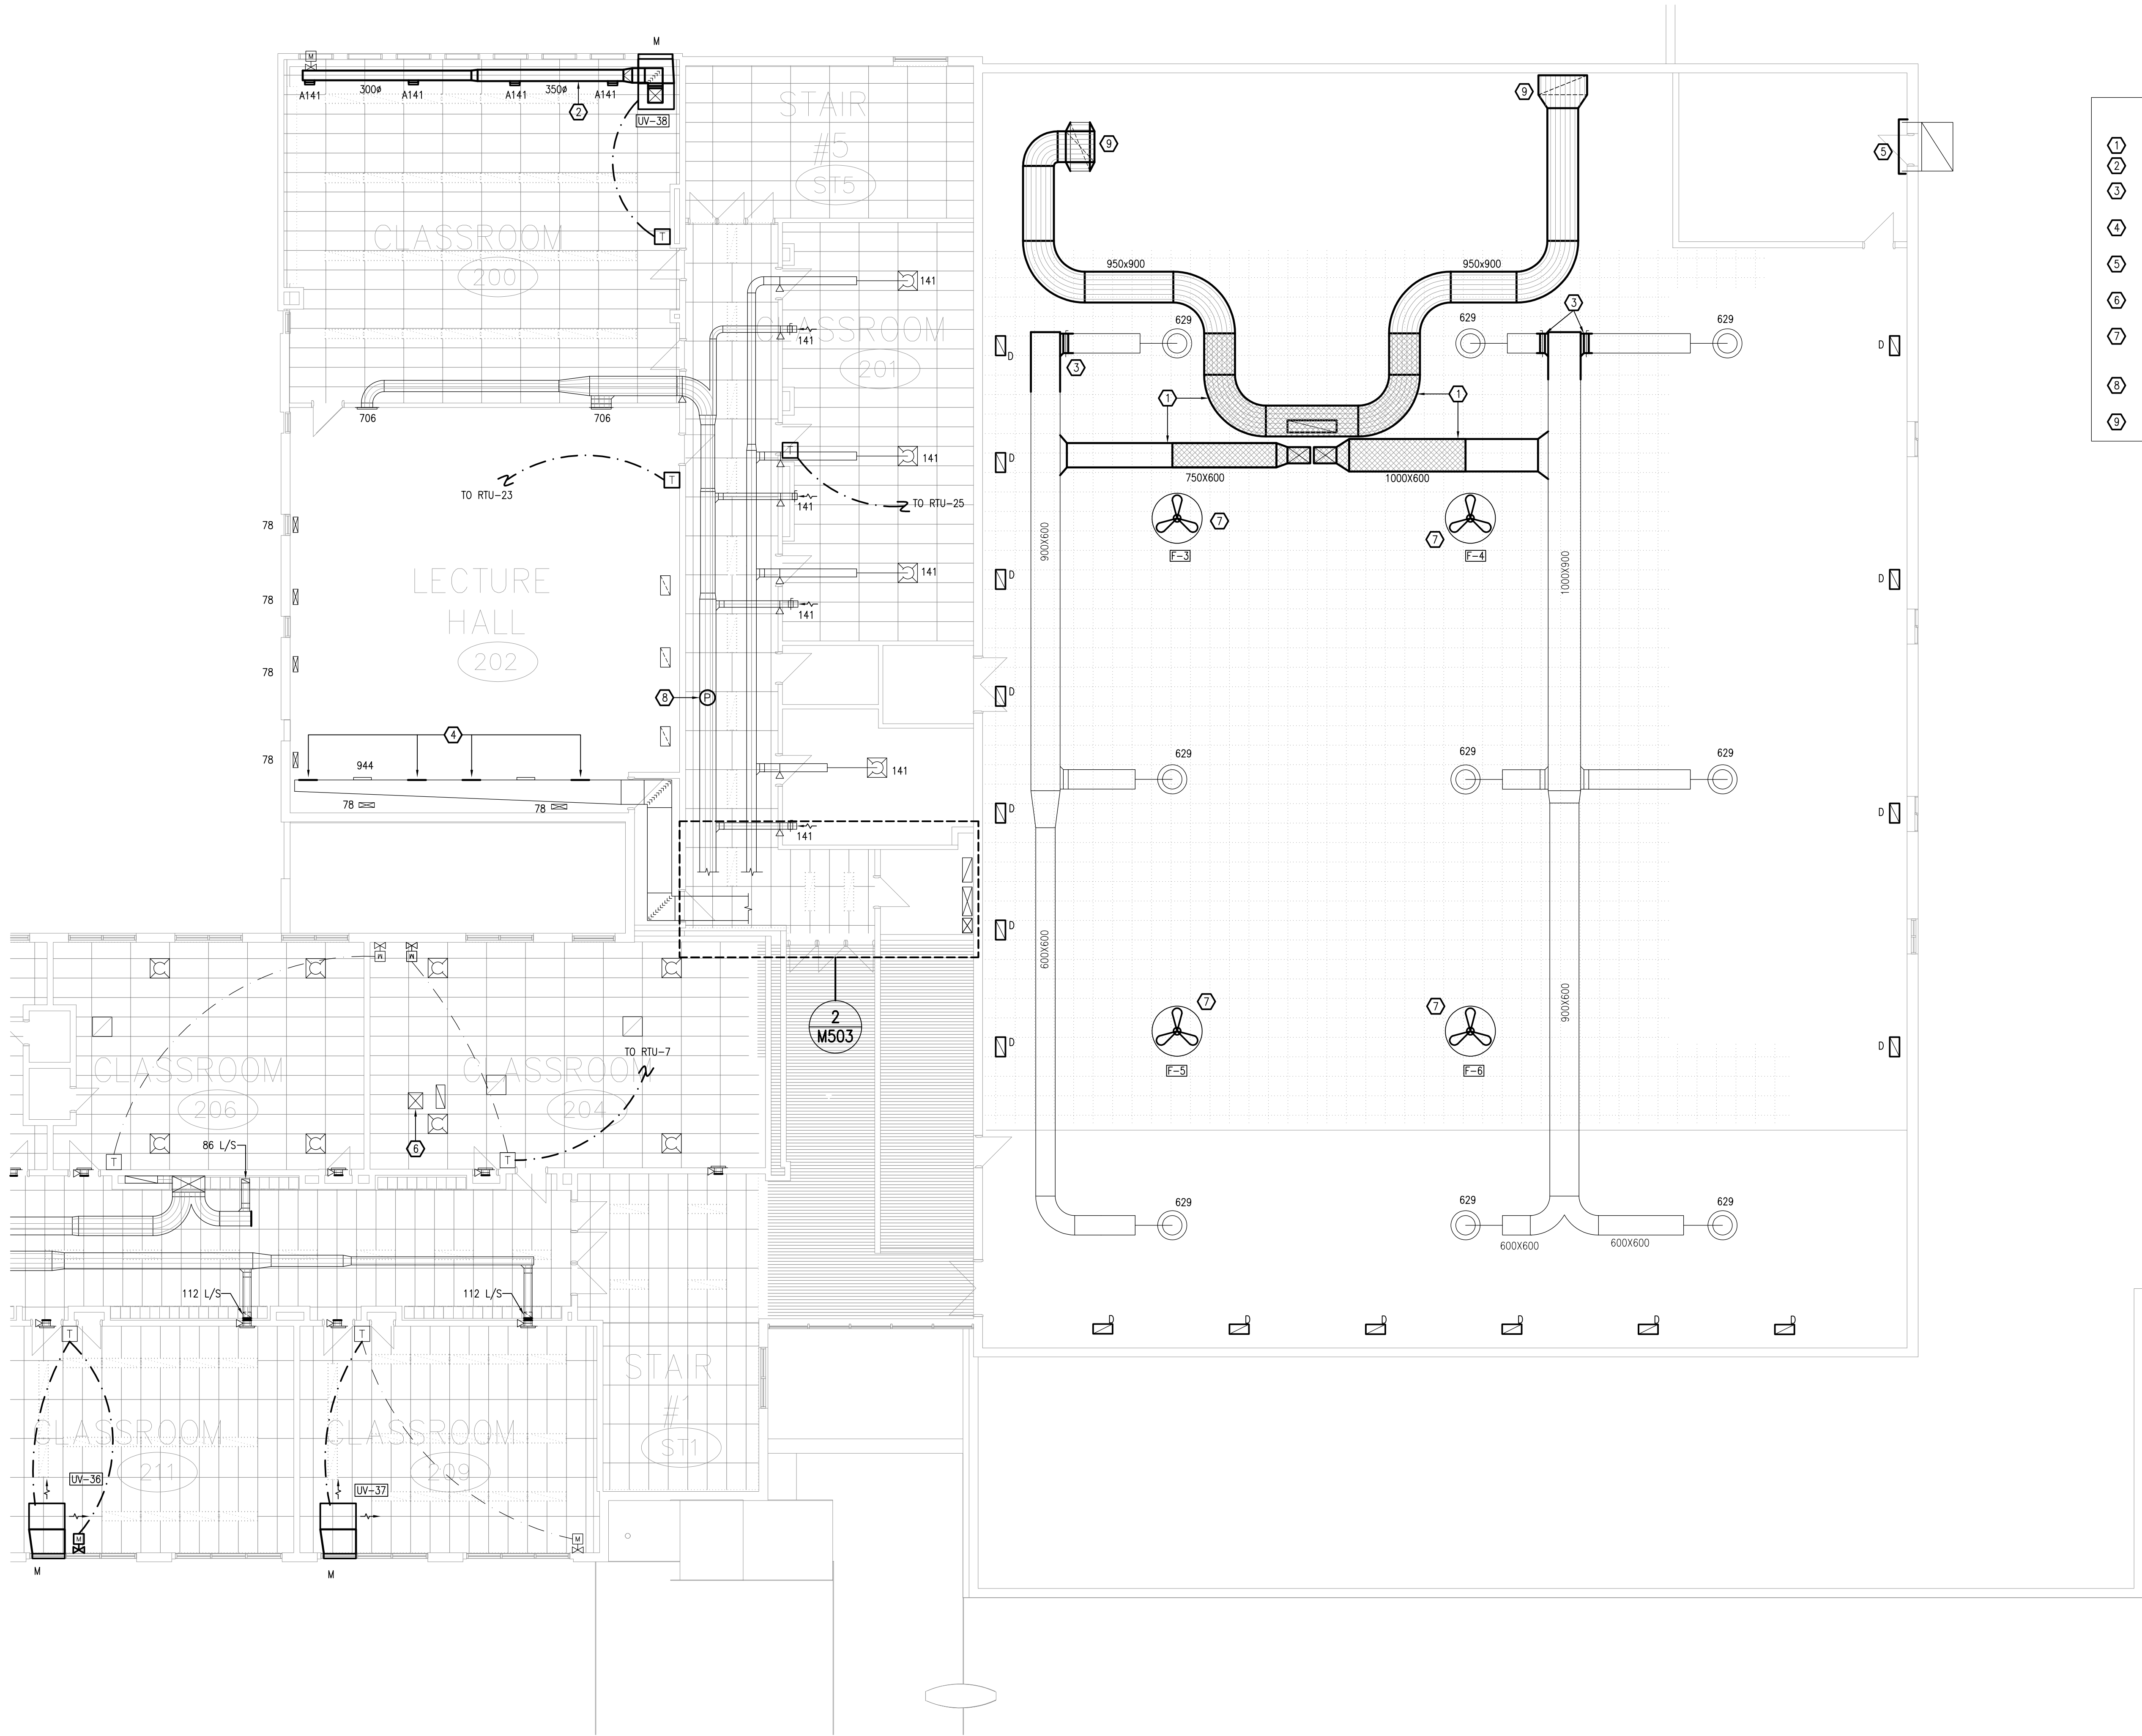 M
M
A141
300ø
A141
A141
350ø
A141
2
UV-38
STAIR
#5
ST5
T
CLASSROOM
200
141
141
CLASSROOM
201
706
706
T
141
141
TO RTU-23
TO RTU-25
T
78
78
78
78
LECTURE
HALL
202
141
141
8
P
4
944
78
78
141
141
9
9
5
1
2
3
4
5
6
7
8
9
950x900
950x900
3
629
629
629
D
D
3
1
1
D
750X600
1000X600
7
7
F-3
F-4
900X600
1000X900
D
D
D
629
629
629
D
D
D
600X600
900X600
7
7
F-5
F-6
D
D
629
629
629
600X600
600X600
D
D
D
D
D
D
M
M
2
M503
TO RTU-7
CLASSROOM
206
CLASSROOM
204
6
86 L/S
T
T
112 L/S
112 L/S
T
T
STAIR
#1
ST1
CLASSROOM
211
CLASSROOM
209
UV-36
UV-37
M
M
M
M